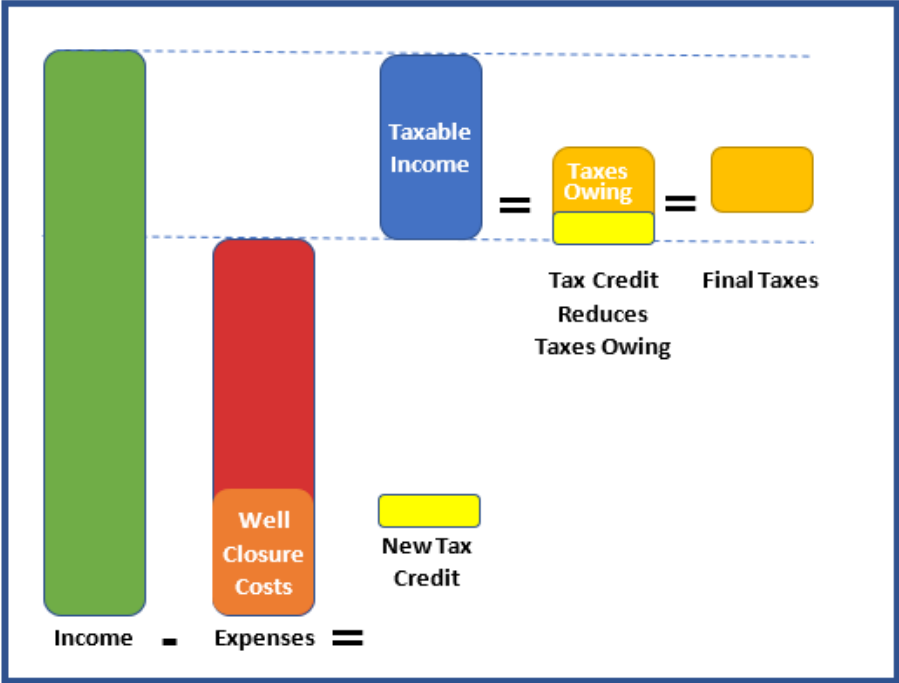 Taxable
Income
=
Taxes
Owing
=
Tax Credit
Reduces
Taxes Owing
Final Taxes
Well
Closure
Costs
New Tax
Credit
Income - Expenses =